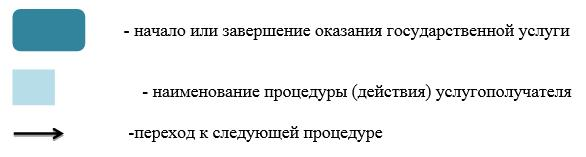 - начало или завершение оказания государственной услуги
- наименование процедуры (действия) услугополучателя
-переход к следующей процедуре